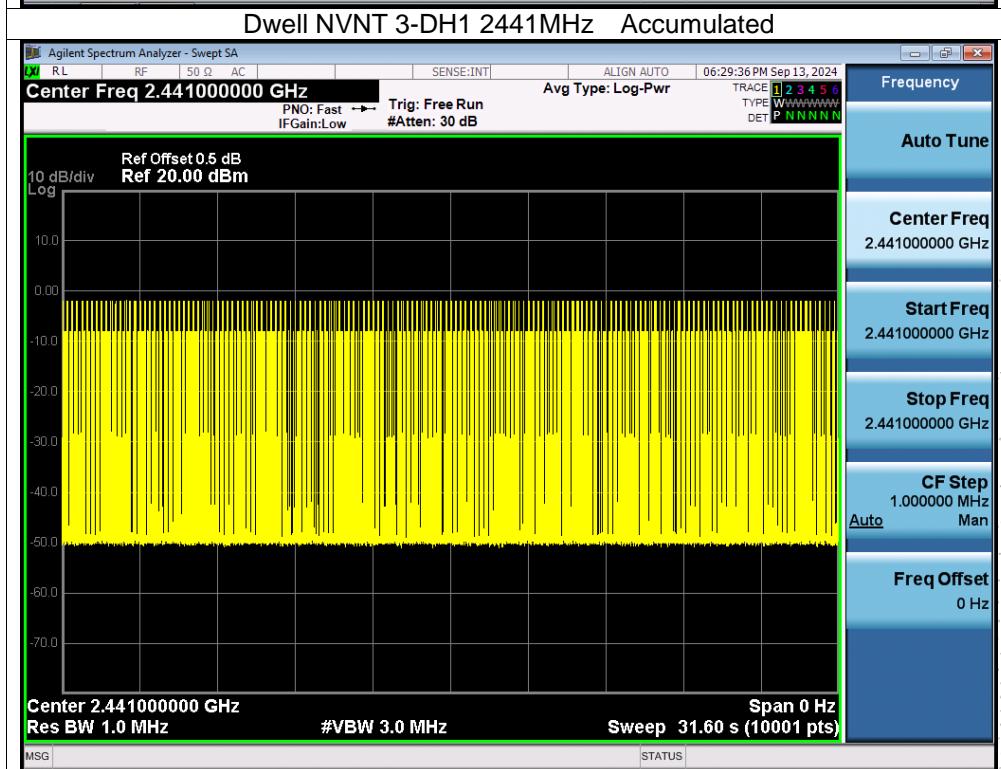 Dwell NVNT 3-DH1 2441MHz Accumulated
Agilent Spectrum Analyzer - Swept SA
LXI RL RF 50 Ω AC SENSE:INT ALIGN AUTO 06:29:36 PM Sep 13, 2024
Center Freq 2.441000000 GHz
PNO: Fast
IFGain:Low
Trig: Free Run
#Atten: 30 dB
Avg Type: Log-Pwr
TRACE 1 2 3 4 5 6
TYPE WWWWWW
DET P N N N N N
Frequency
Ref Offset 0.5 dB
10 dB/div Ref 20.00 dBm
Log
10.0
0.00
-10.0
-20.0
-30.0
-40.0
-50.0
-60.0
-70.0
Center 2.441000000 GHz Span 0 Hz
Res BW 1.0 MHz #VBW 3.0 MHz Sweep 31.60 s (10001 pts)
MSG STATUS
Auto Tune
Center Freq
2.441000000 GHz
Start Freq
2.441000000 GHz
Stop Freq
2.441000000 GHz
CF Step
1.000000 MHz
Auto Man
Freq Offset
0 Hz